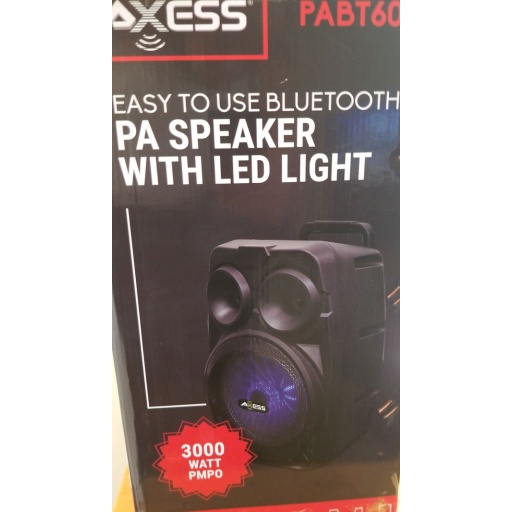 AXESS
PABT60
EASY TO USE BLUETOOTH
PA SPEAKER
WITH LED LIGHT
AXESS
3000
WATT
PMPO